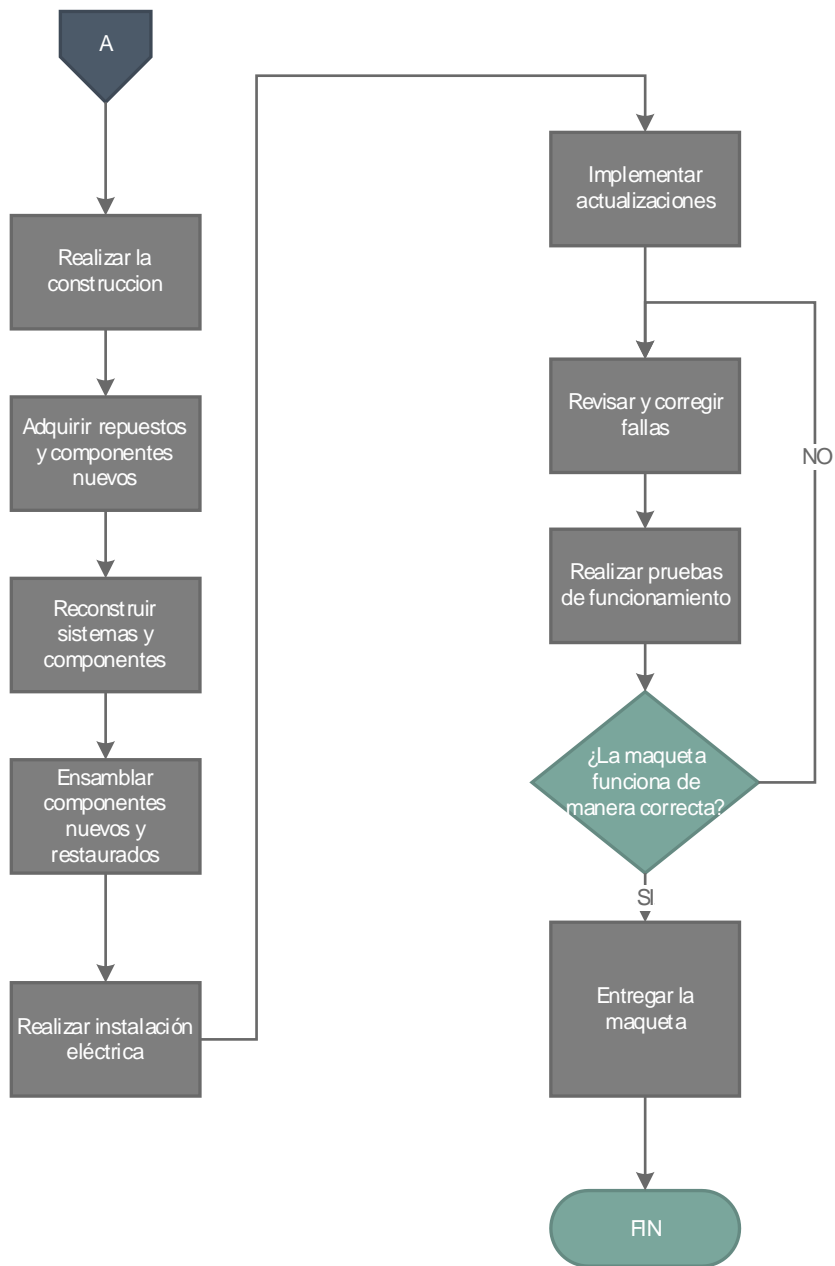 A
Realizar la
construccion
Adquirir repuestos
y componentes
nuevos
Reconstruir
sistemas y
componentes
Ensamblar
componentes
nuevos y
restaurados
Realizar instalación
eléctrica
Implementar
actualizaciones
Revisar y corregir
fallas
NO
Realizar pruebas
de funcionamiento
¿La maqueta
funciona de
manera correcta?
SI
Entregar la
maqueta
FIN